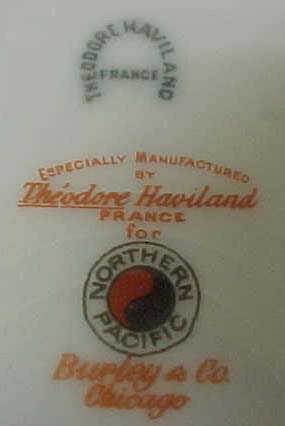 THEODORE HAVILAND
FRANCE
ESPECIALLY MANUFACTURED
BY
Théodore Haviland
FRANCE
for
NORTHERN
PACIFIC
Burley & Co.
Chicago